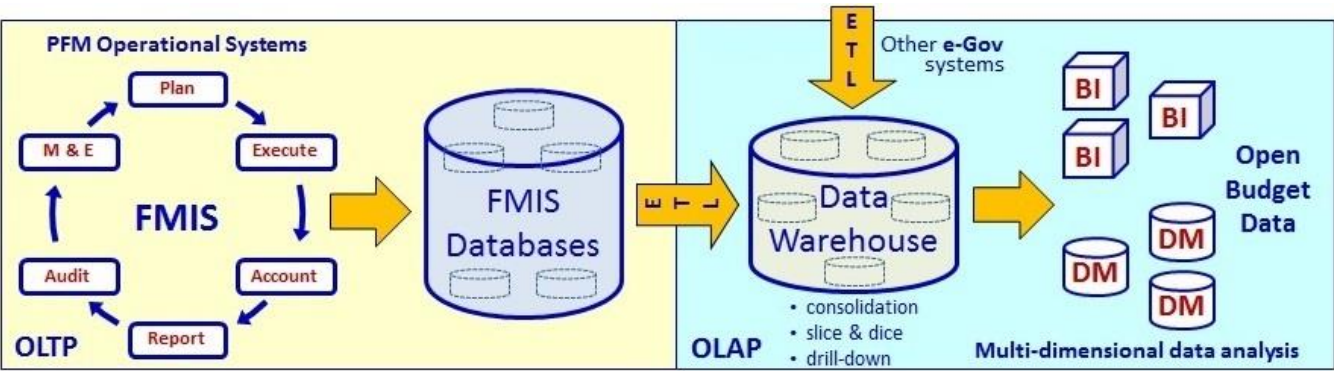 PFM Operational Systems
Plan
M & E
Execute
FMIS
Audit
Account
Report
OLTP
FMIS
Databases
E T L
E
T
L
Other e-Gov
systems
Data
Warehouse
• consolidation
• slice & dice
• drill-down
OLAP
BI
BI
BI
Open
Budget
Data
DM
DM
DM
Multi-dimensional data analysis